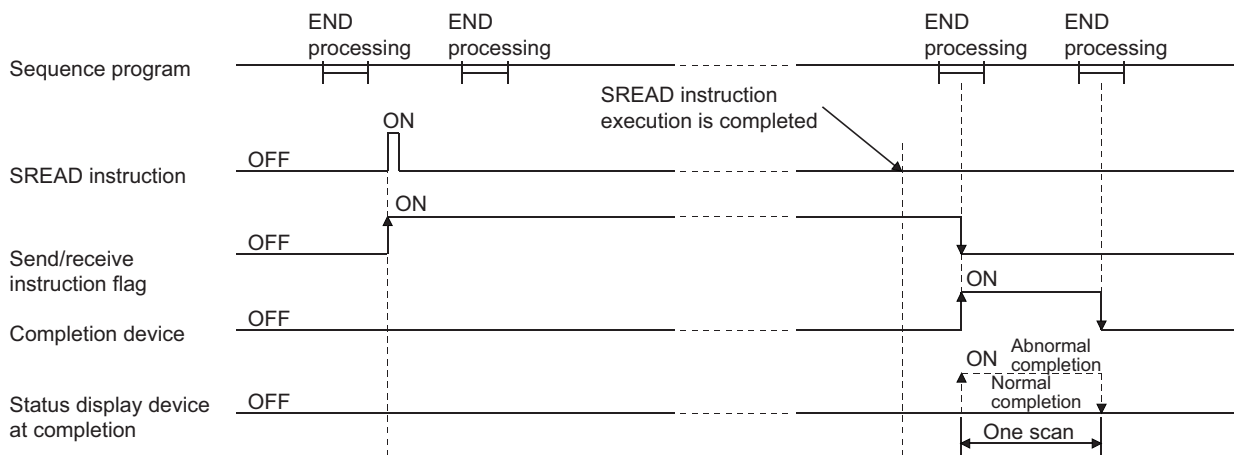 END
processing
END
processing
END
processing
END
processing
Sequence program
SREAD instruction
execution is completed
ON
OFF
SREAD instruction
ON
OFF
Send/receive
instruction flag
ON
OFF
Completion device
ON
Abnormal
completion
Normal
completion
OFF
Status display device
at completion
One scan